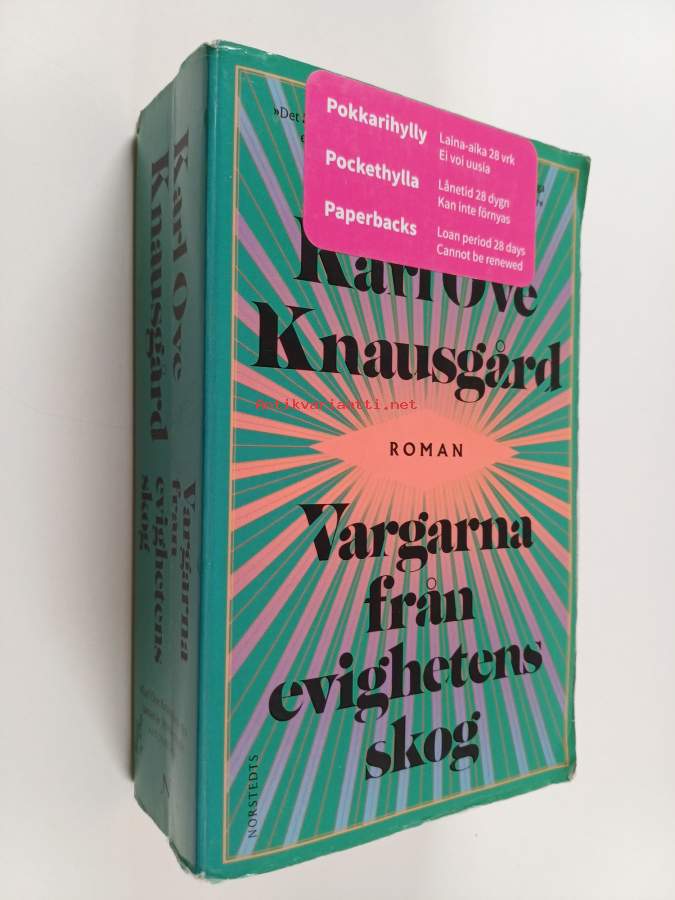 »Det
Pokkarihylly
Laina-aika 28 vrk
Ei voi uusia
Pockethylla
Lånetid 28 dygn
Kan inte förnyas
Paperbacks
Loan period 28 days
Cannot be renewed
Karl Ove
Knausgård
antikvariaatti.net
ROMAN
Vargarna
från
evighetens
skog
NORSTEDTS
Karl Ove
Knausgård
Vargarna
från
evighetens
skog